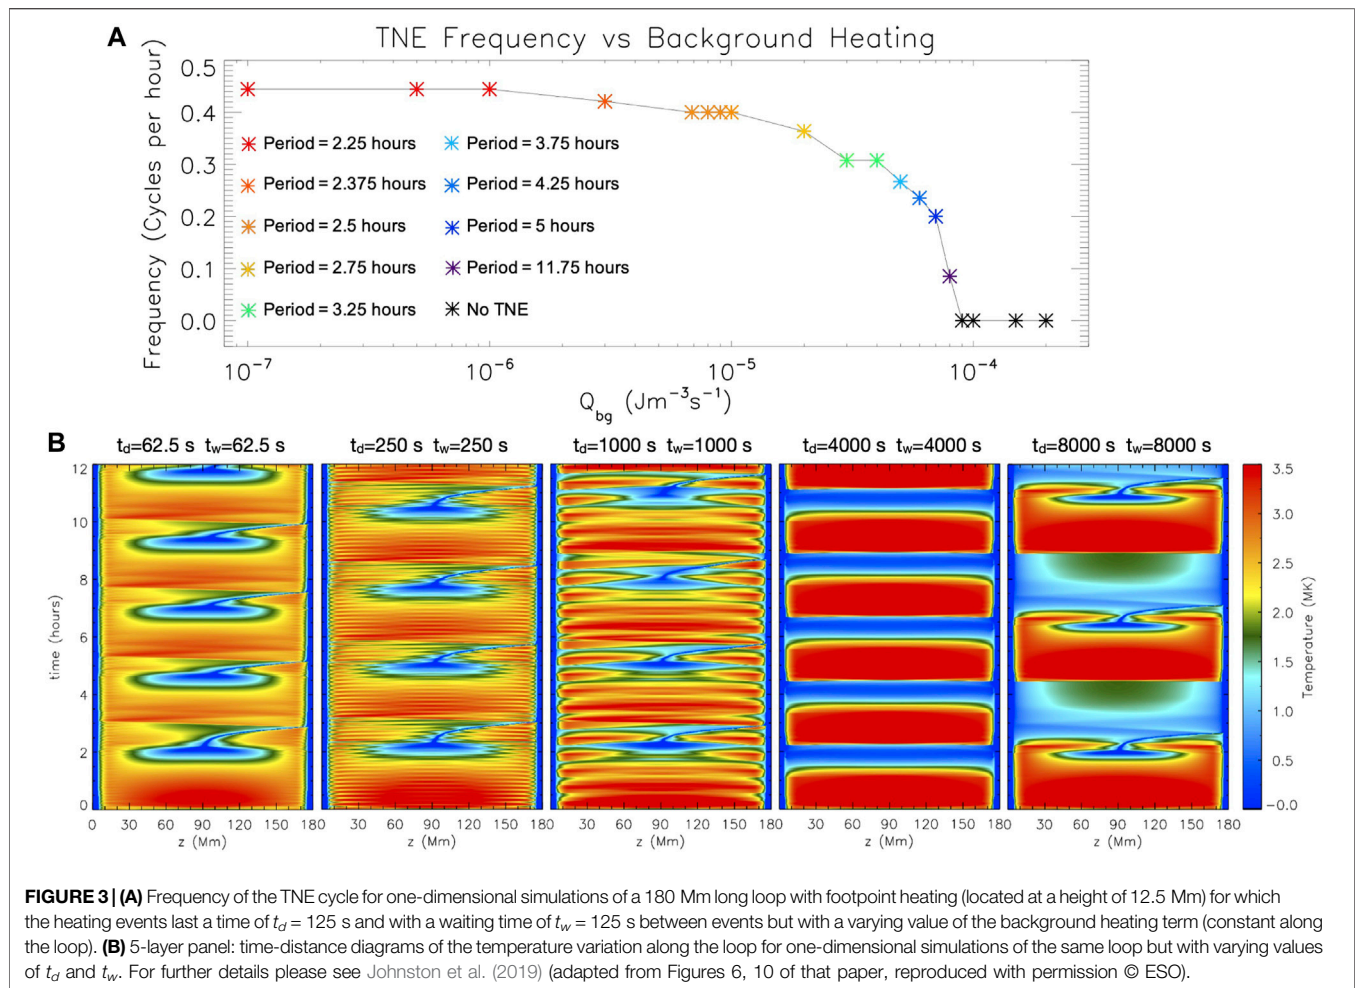 A
TNE Frequency vs Background Heating
Frequency (Cycles per hour)
0.5
0.4
0.3
0.2
0.1
0.0
Period = 2.25 hours
Period = 3.75 hours
Period = 2.375 hours
Period = 4.25 hours
Period = 2.5 hours
Period = 5 hours
Period = 2.75 hours
Period = 11.75 hours
Period = 3.25 hours
No TNE
10⁻⁷ 10⁻⁶ 10⁻⁵ 10⁻⁴
Q_bg (Jm⁻³s⁻¹)
B
t_d=62.5 s t_w=62.5 s
t_d=250 s t_w=250 s
t_d=1000 s t_w=1000 s
t_d=4000 s t_w=4000 s
t_d=8000 s t_w=8000 s
time (hours)
12
10
8
6
4
2
0
0 30 60 90 120 150 180
30 60 90 120 150 180
30 60 90 120 150 180
30 60 90 120 150 180
30 60 90 120 150 180
z (Mm)
z (Mm)
z (Mm)
z (Mm)
z (Mm)
3.5
3.0
2.5
2.0
1.5
1.0
0.5
−0.0
Temperature (MK)
FIGURE 3 | (A) Frequency of the TNE cycle for one-dimensional simulations of a 180 Mm long loop with footpoint heating (located at a height of 12.5 Mm) for which
the heating events last a time of t_d = 125 s and with a waiting time of t_w = 125 s between events but with a varying value of the background heating term (constant along
the loop). (B) 5-layer panel: time-distance diagrams of the temperature variation along the loop for one-dimensional simulations of the same loop but with varying values
of t_d and t_w. For further details please see Johnston et al. (2019) (adapted from Figures 6, 10 of that paper, reproduced with permission © ESO).